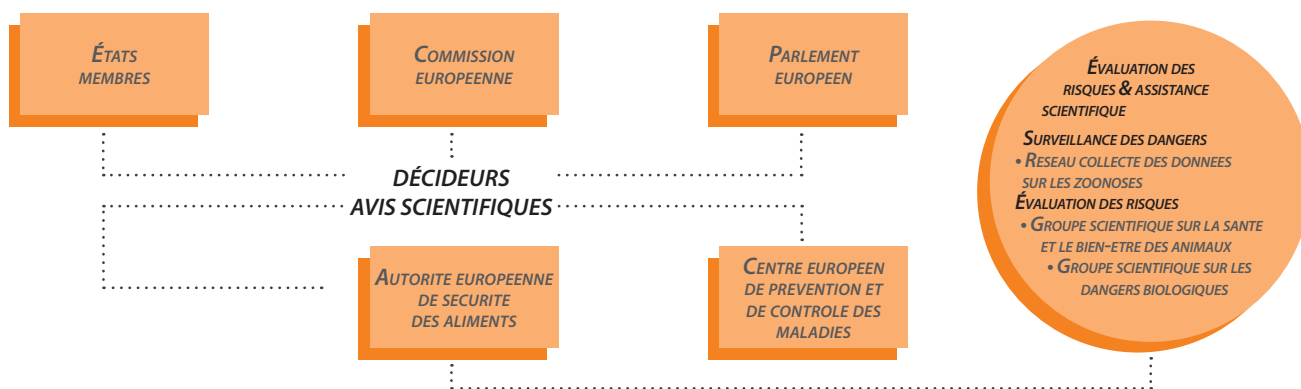 ÉTATS
MEMBRES
COMMISSION
EUROPEENNE
PARLEMENT
EUROPEEN
DÉCIDEURS
AVIS SCIENTIFIQUES
AUTORITE EUROPEENNE
DE SECURITE
DES ALIMENTS
CENTRE EUROPEEN
DE PREVENTION ET
DE CONTROLE DES
MALADIES
ÉVALUATION DES
RISQUES & ASSISTANCE
SCIENTIFIQUE
SURVEILLANCE DES DANGERS
• RESEAU COLLECTE DES DONNEES
SUR LES ZOONOSES
ÉVALUATION DES RISQUES
• GROUPE SCIENTIFIQUE SUR LA SANTE
ET LE BIEN-ETRE DES ANIMAUX
• GROUPE SCIENTIFIQUE SUR LES
DANGERS BIOLOGIQUES